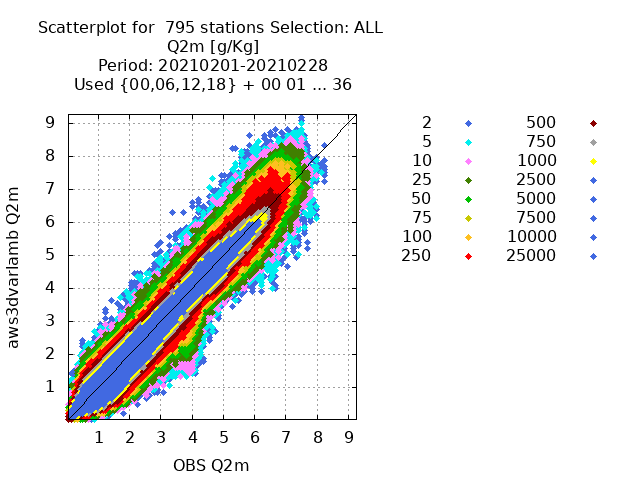 Scatterplot for  795 stations Selection: ALL
Q2m [g/Kg]
Period: 20210201-20210228
Used {00,06,12,18} + 00 01 ... 36
aws3dvarlamb Q2m
9
8
7
6
5
4
3
2
1
1 2 3 4 5 6 7 8 9
OBS Q2m
2 500
5 750
10 1000
25 2500
50 5000
75 7500
100 10000
250 25000